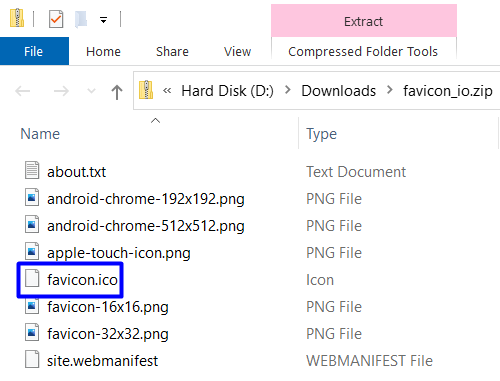 Extract
File Home Share View Compressed Folder Tools
« Hard Disk (D:) > Downloads > favicon_io.zip
Name Type
about.txt Text Document
android-chrome-192x192.png PNG File
android-chrome-512x512.png PNG File
apple-touch-icon.png PNG File
favicon.ico Icon
favicon-16x16.png PNG File
favicon-32x32.png PNG File
site.webmanifest WEBMANIFEST File